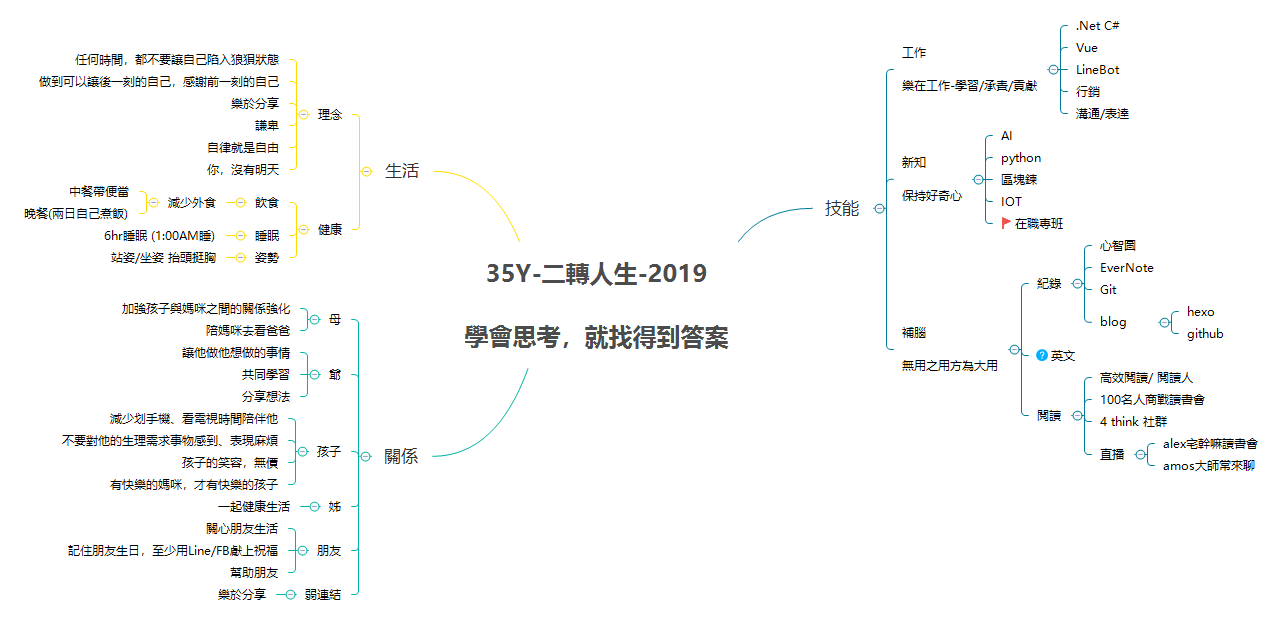 35Y-二轉人生-2019
學會思考，就找得到答案
生活
理念
任何時間，都不要讓自己陷入狼狽狀態
做到可以讓後一刻的自己，感謝前一刻的自己
樂於分享
謙卑
自律就是自由
你，沒有明天
健康
飲食
減少外食
中餐帶便當
晚餐(兩日自己煮飯)
睡眠
6hr睡眠 (1:00AM睡)
姿勢
站姿/坐姿 抬頭挺胸
關係
母
加強孩子與媽咪之間的關係強化
陪媽咪去看爸爸
爺
讓他做他想做的事情
共同學習
分享想法
孩子
減少划手機、看電視時間陪伴他
不要對他的生理需求事物感到、表現麻煩
孩子的笑容，無價
有快樂的媽咪，才有快樂的孩子
姊
一起健康生活
朋友
關心朋友生活
記住朋友生日，至少用Line/FB獻上祝福
幫助朋友
弱連結
樂於分享
技能
工作
樂在工作-學習/承責/貢獻
.Net C#
Vue
LineBot
行銷
溝通/表達
新知
保持好奇心
AI
python
區塊鍊
IOT
在職專班
補腦
無用之用方為大用
紀錄
心智圖
EverNote
Git
blog
hexo
github
英文
閱讀
高效閱讀/ 閱讀人
100名人商戰讀書會
4 think 社群
直播
alex宅幹嘛讀書會
amos大師常來聊